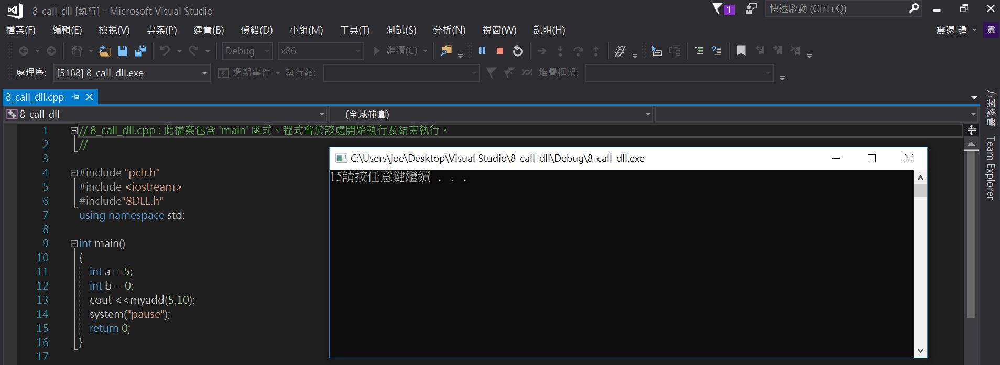 8_call_dll [執行] - Microsoft Visual Studio
1
快速啟動 (Ctrl+Q)
檔案(F) 編輯(E) 檢視(V) 專案(P) 建置(B) 偵錯(D) 小組(M) 工具(T) 測試(S) 分析(N) 視窗(W) 說明(H)
震遠 鍾 震
Debug x86 繼續(C)
處理序: [5168] 8_call_dll.exe 週期事件 執行緒: 堆疊框架:
8_call_dll.cpp
8_call_dll (全域範圍)
1 // 8_call_dll.cpp : 此檔案包含 'main' 函式。程式會於該處開始執行及結束執行。
2 //
3
4 #include "pch.h"
5 #include <iostream>
6 #include"8DLL.h"
7 using namespace std;
8
9 int main()
10 {
11 int a = 5;
12 int b = 0;
13 cout <<myadd(5,10);
14 system("pause");
15 return 0;
16 }
17
C:\Users\joe\Desktop\Visual Studio\8_call_dll\Debug\8_call_dll.exe
15請按任意鍵繼續 . . .
方案總管
Team Explorer